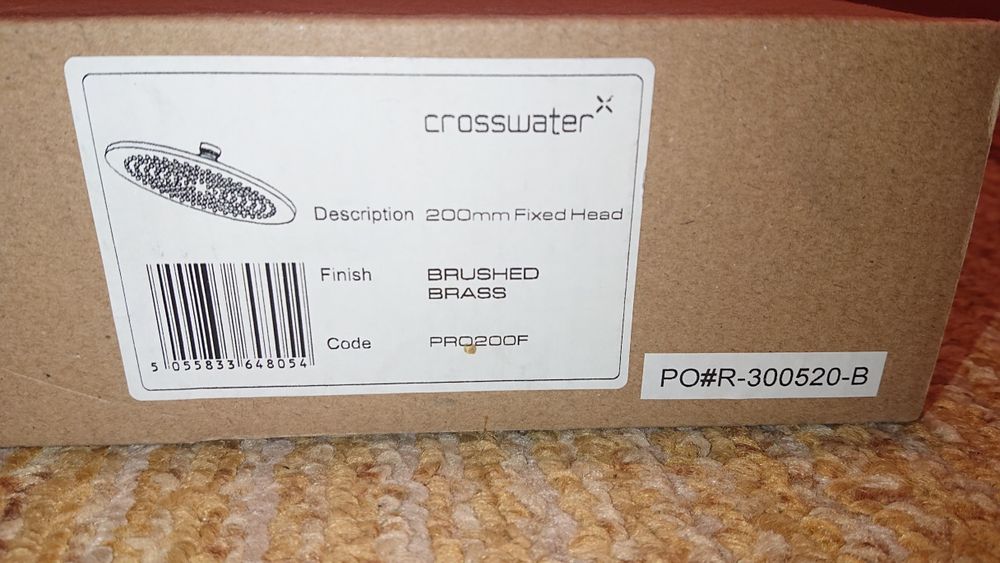 crosswater
Description 200mm Fixed Head
Finish BRUSHED
BRASS
Code PRO200F
5 055833 648054
PO#R-300520-B